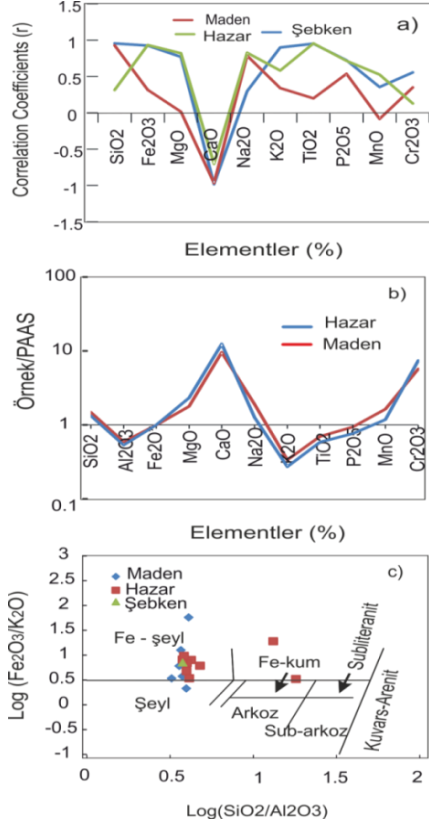 a)
Maden
Hazar Şebken
Correlation Coefficients (r)
1.5
1
0.5
0
-0.5
-1
-1.5
SiO2 Fe2O3 MgO CaO Na2O K2O TiO2 P2O5 MnO Cr2O3
Elementler (%)
b)
Hazar
Maden
Örnek/PAAS
100
10
1
0.1
SiO2 Al2O3 Fe2O MgO CaO Na2O K2O TiO2 P2O5 MnO Cr2O3
Elementler (%)
c)
Maden
Hazar
Şebken
Log (Fe2O3/K2O)
3
2.5
2
1.5
1
0.5
0.5
-0
-0.5
-1
Fe - şeyl
Şeyl
Fe-kum
Subliteranit
Arkoz
Sub-arkoz
Kuvars-Arenit
0 0.5 1 1.5 2
Log(SiO2/Al2O3)